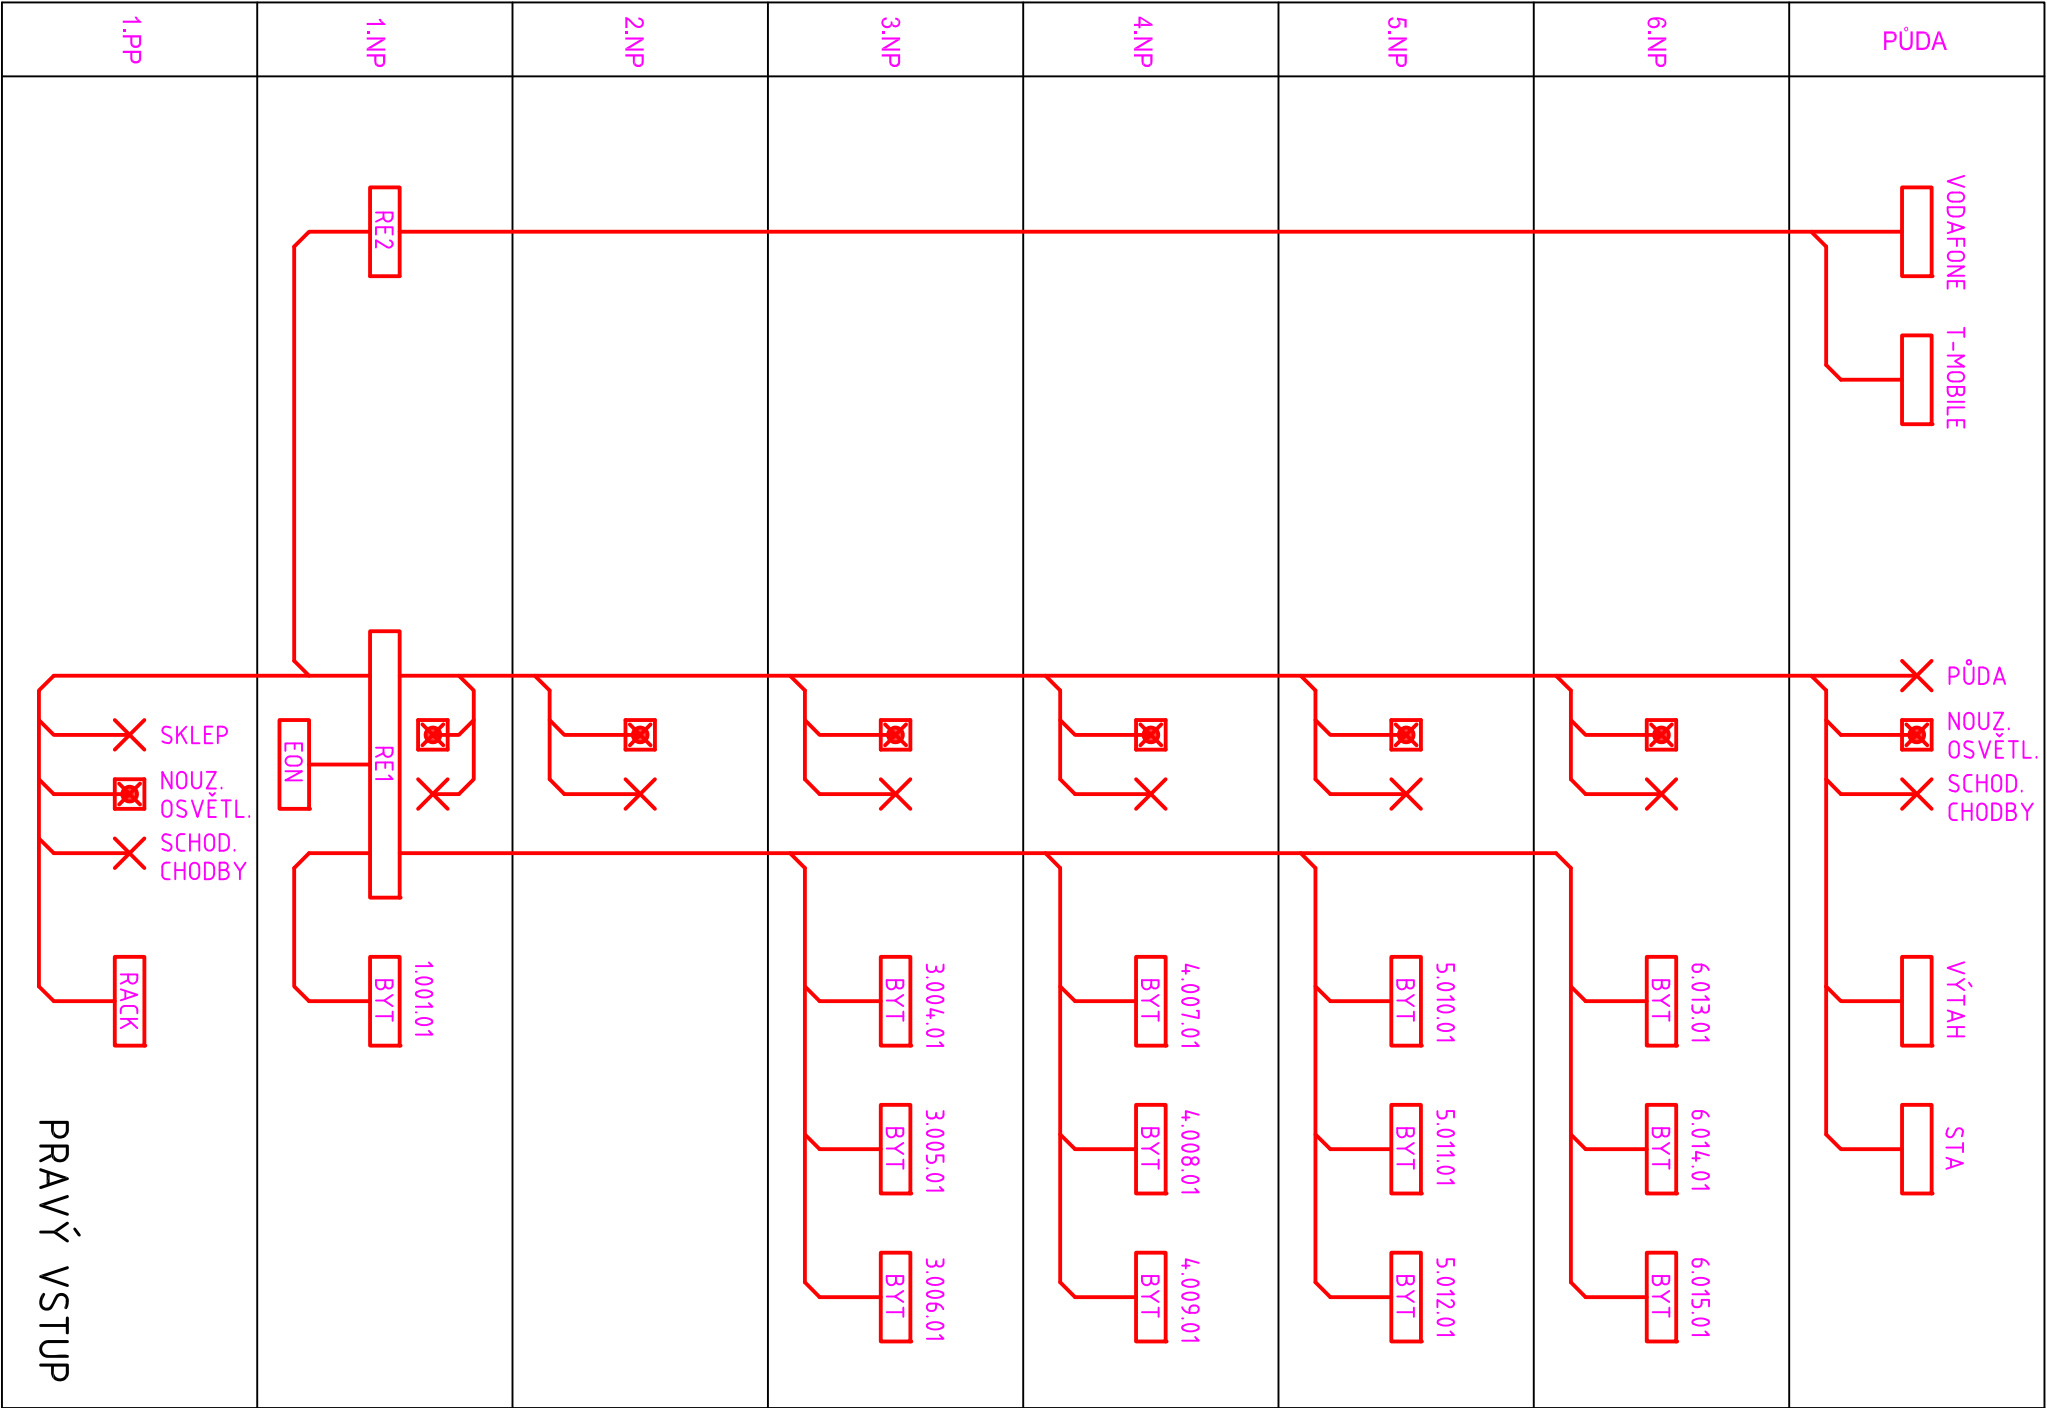 1.PP
1.NP
2.NP
3.NP
4.NP
5.NP
6.NP
PŮDA
VODAFONE
T-MOBILE
RE2
PŮDA
NOUZ.
OSVĚTL.
SCHOD.
CHODBY
SKLEP
NOUZ.
OSVĚTL.
SCHOD.
CHODBY
EON
RE1
RACK
BYT
1.001.01
BYT
3.004.01
BYT
4.007.01
BYT
5.010.01
BYT
6.013.01
VÝTAH
BYT
3.005.01
BYT
4.008.01
BYT
5.011.01
BYT
6.014.01
STA
BYT
3.006.01
BYT
4.009.01
BYT
5.012.01
BYT
6.015.01
PRAVÝ VSTUP